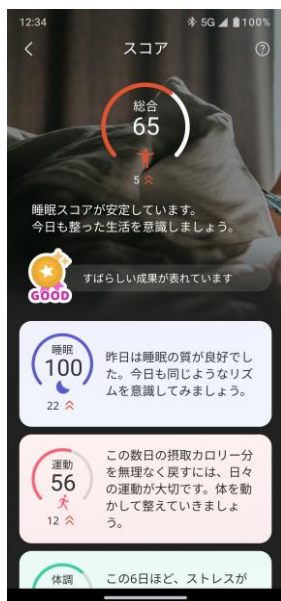 12:34
5G 100%
スコア
総合
65
5
睡眠スコアが安定しています。
今日も整った生活を意識しましょう。
GOOD
すばらしい成果が表れています
睡眠
100
22
昨日は睡眠の質が良好でし
た。今日も同じようなリズ
ムを意識してみましょう。
運動
56
12
この数日の摂取カロリー分
を無理なく戻すには、日々
の運動が大切です。体を動
かして整えていきましょ
う。
体調
この6日ほど、ストレスが